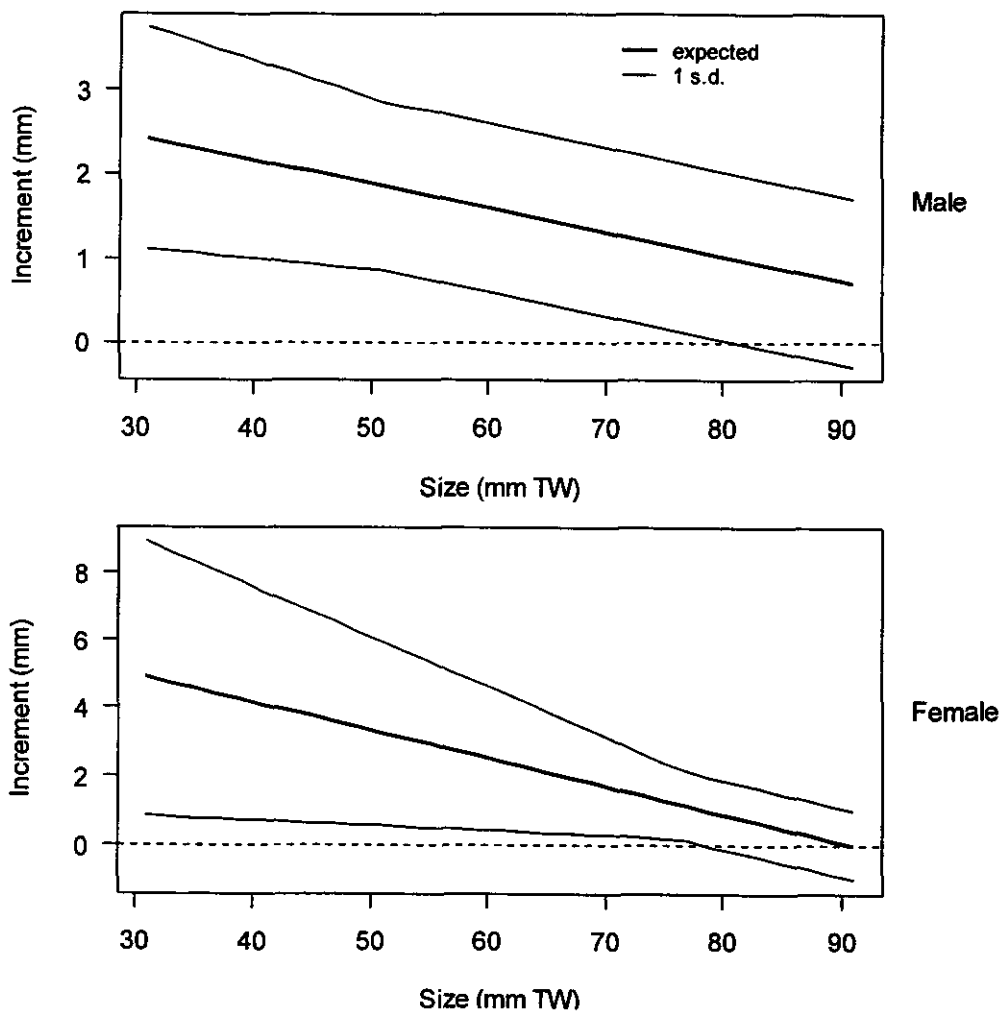 expected
1 s.d.
3
2
1
0
Increment (mm)
Male
30 40 50 60 70 80 90
Size (mm TW)
8
6
4
2
0
Increment (mm)
Female
30 40 50 60 70 80 90
Size (mm TW)